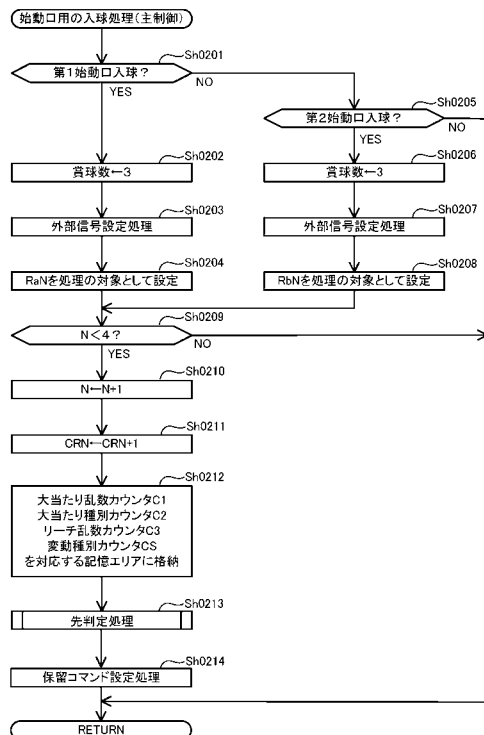 始動口用の入球処理(主制御)
Sh0201
第1始動口入球?
NO
YES
Sh0205
第2始動口入球?
NO
YES
Sh0202
賞球数←3
Sh0206
賞球数←3
Sh0203
外部信号設定処理
Sh0207
外部信号設定処理
Sh0204
RaNを処理の対象として設定
Sh0208
RbNを処理の対象として設定
Sh0209
N<4?
NO
YES
Sh0210
N←N+1
Sh0211
CRN←CRN+1
Sh0212
大当たり乱数カウンタC1
大当たり種別カウンタC2
リーチ乱数カウンタC3
変動種別カウンタCS
を対応する記憶エリアに格納
Sh0213
先判定処理
Sh0214
保留コマンド設定処理
RETURN